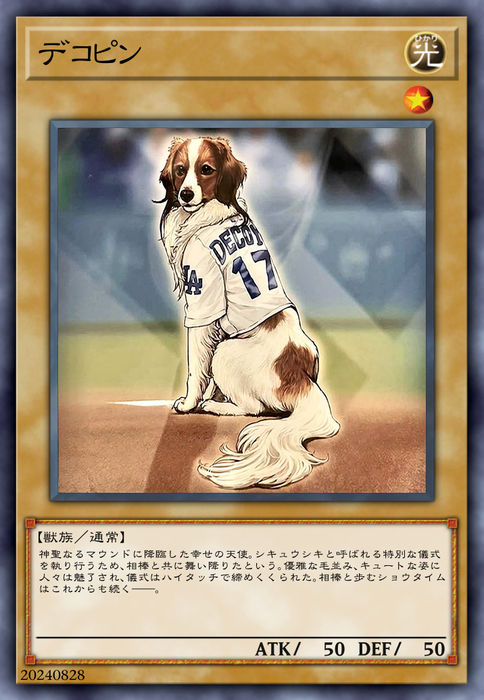 デコピン
光
DECOY
17
LA
【獣族／通常】
神聖なるマウンドに降臨した幸せの天使。シキュウシキと呼ばれる特別な儀式
を執り行うため、相棒と共に舞い降りたという。優雅な毛並み、キュートな姿に
人々は魅了され、儀式はハイタッチで締めくくられた。相棒と歩むショウタイム
はこれからも続く――。
ATK/ 50 DEF/ 50
20240828